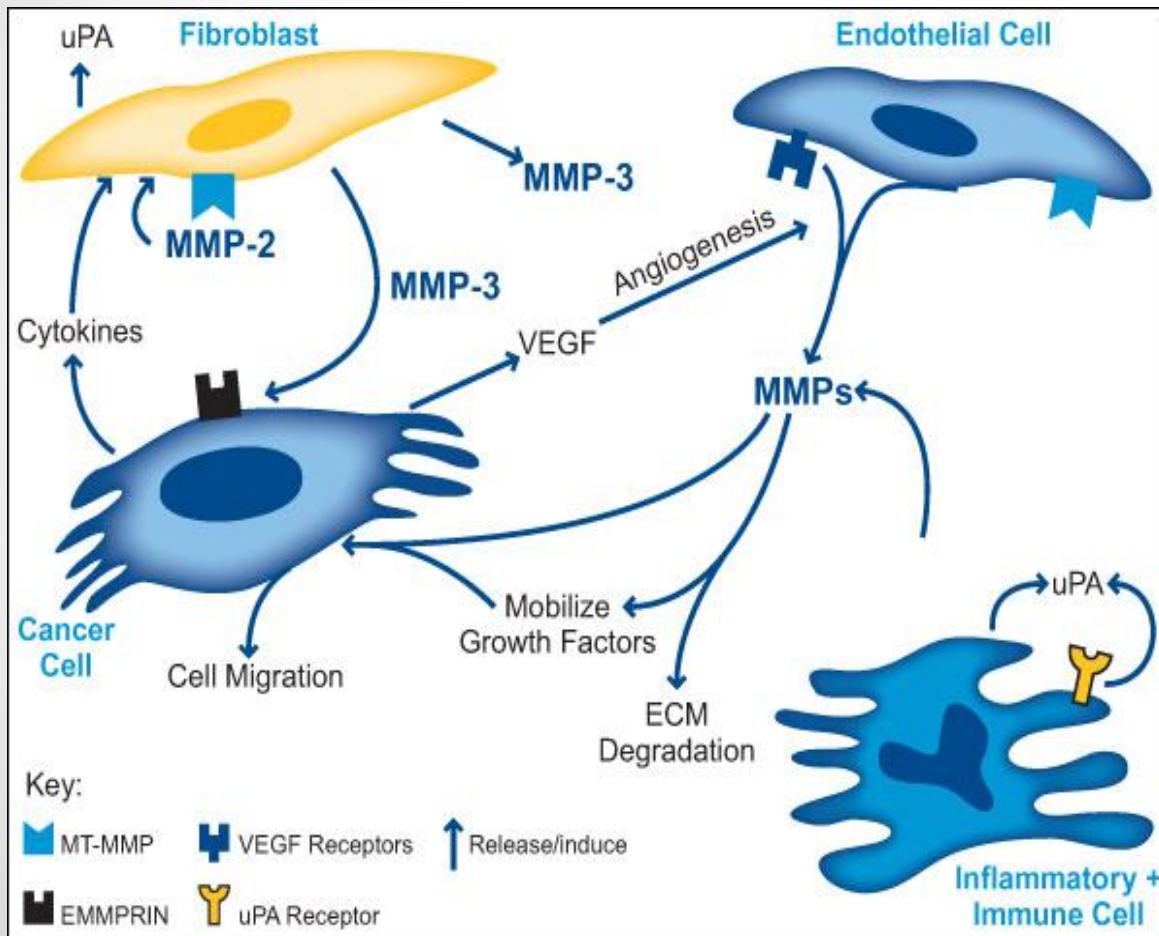 uPA
Fibroblast
Endothelial Cell
MMP-3
MMP-2
MMP-3
Angiogenesis
Cytokines
VEGF
MMPs
uPA
Mobilize
Growth Factors
Cancer
Cell
Cell Migration
ECM
Degradation
Key:
MT-MMP
VEGF Receptors
Release/induce
EMMPRIN
uPA Receptor
Inflammatory +
Immune Cell